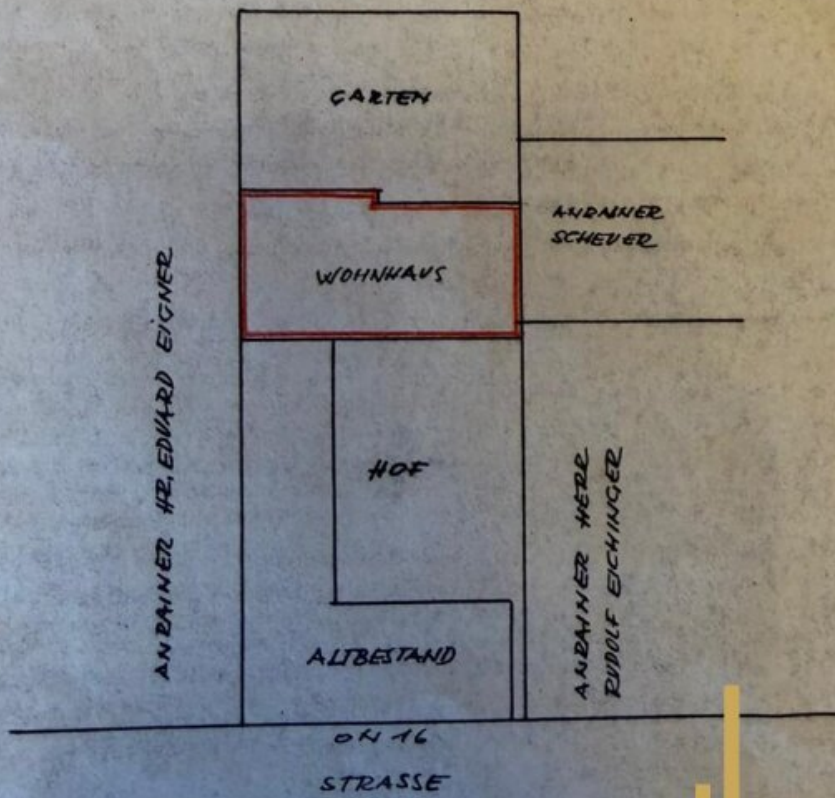 GARTEN
ANRAINER
SCHEUER
WOHNHAUS
ANRAINER HR. EDUARD EIGNER
HOF
ANRAINER HERR
RUDOLF EICHINGER
ALTBESTAND
ON 16
STRASSE